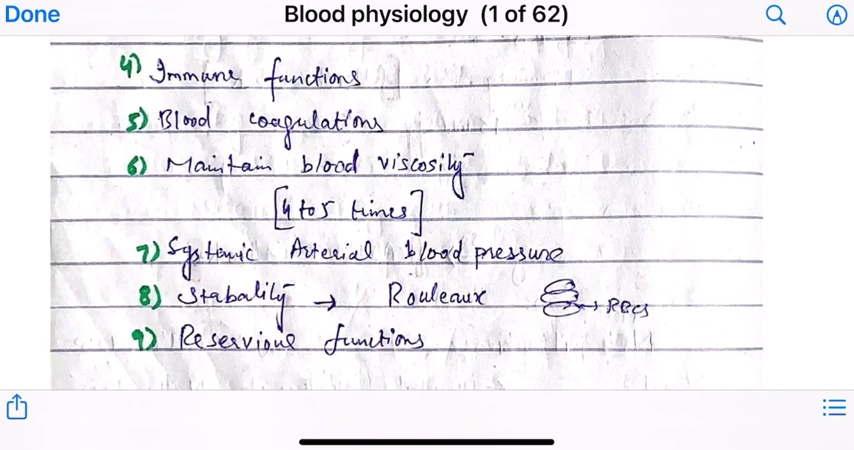 Done Blood physiology (1 of 62)
4) Immune functions
5) Blood coagulations
6) Maintain blood viscosity
[4 to 5 times]
7) Systemic Arterial blood pressure
8) Stabality → Rouleaux → RBCs
9) Reservioue functions